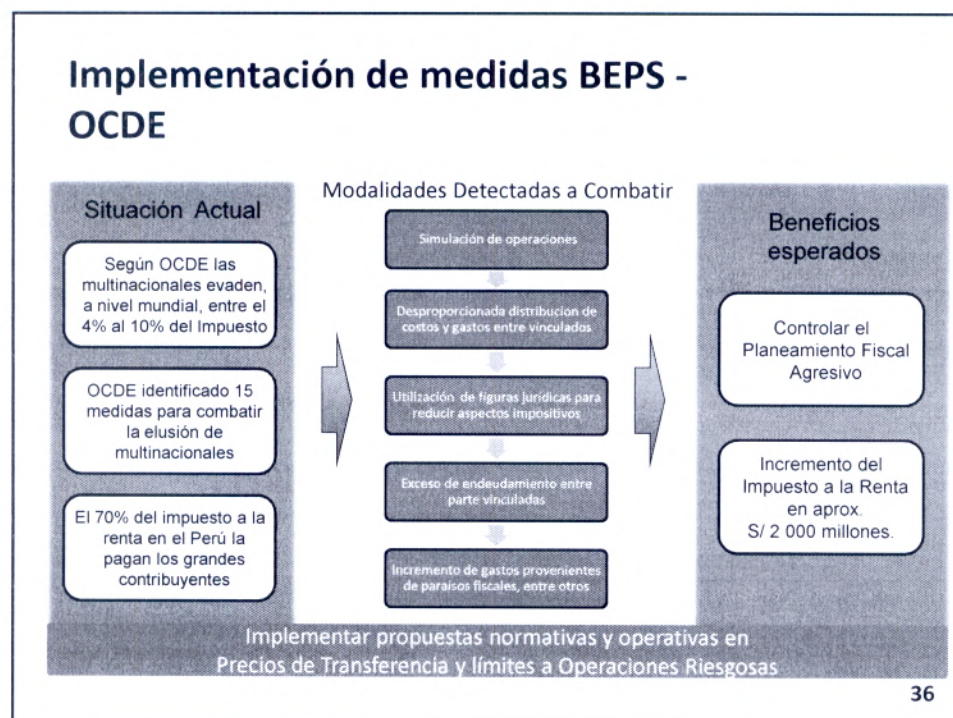 Implementación de medidas BEPS -
OCDE
Situación Actual
Según OCDE las
multinacionales evaden,
a nivel mundial, entre el
4% al 10% del Impuesto
OCDE identificado 15
medidas para combatir
la elusión de
multinacionales
El 70% del impuesto a la
renta en el Perú la
pagan los grandes
contribuyentes
Modalidades Detectadas a Combatir
Simulación de operaciones
Desproporcionada distribución de
costos y gastos entre vinculados
Utilización de figuras jurídicas para
reducir aspectos impositivos
Exceso de endeudamiento entre
parte vinculadas
Incremento de gastos provenientes
de paraísos fiscales, entre otros
Beneficios
esperados
Controlar el
Planeamiento Fiscal
Agresivo
Incremento del
Impuesto a la Renta
en aprox.
S/ 2 000 millones.
Implementar propuestas normativas y operativas en
Precios de Transferencia y límites a Operaciones Riesgosas
36